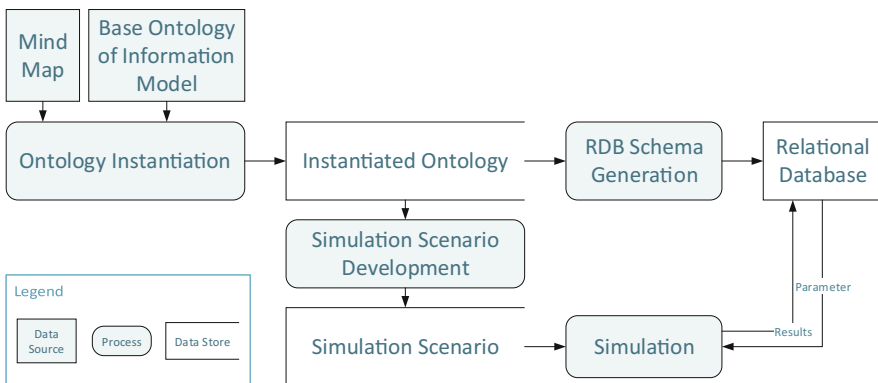 Mind
Map
Base Ontology
of Information
Model
Ontology Instantiation
Instantiated Ontology
RDB Schema
Generation
Relational
Database
Simulation Scenario
Development
Parameter
Results
Simulation Scenario
Simulation
Legend
Data
Source
Process
Data Store